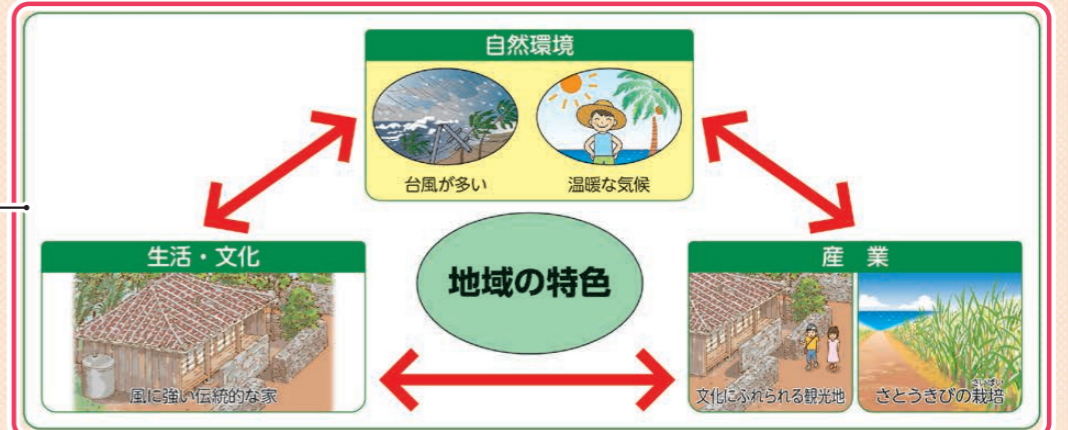 自然環境
台風が多い
温暖な気候
生活・文化
風に強い伝統的な家
地域の特色
産 業
文化にふれられる観光地
さいばい
さとうきびの栽培